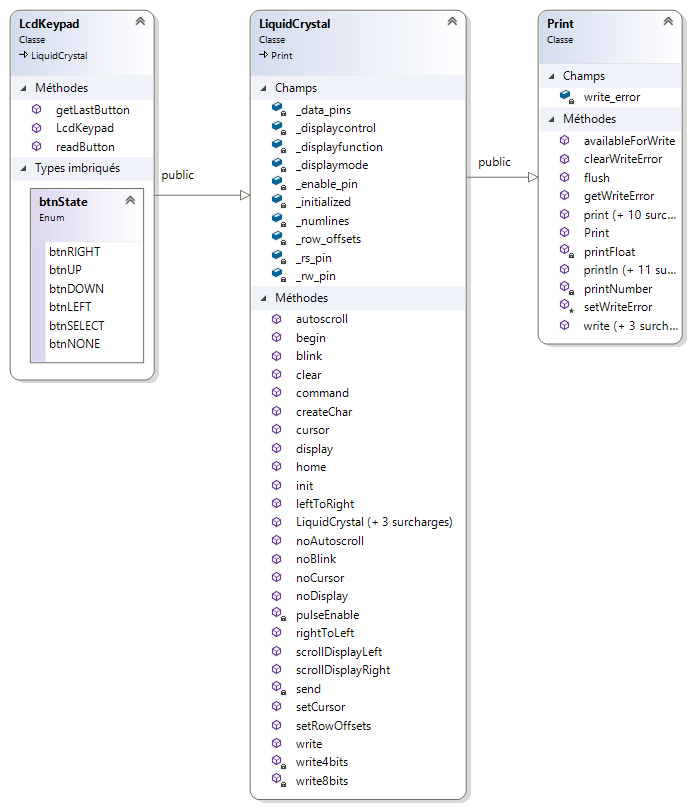 LcdKeypad
Classe
LiquidCrystal
Méthodes
getLastButton
LcdKeypad
readButton
Types imbriqués
btnState
Enum
btnRIGHT
btnUP
btnDOWN
btnLEFT
btnSELECT
btnNONE
public
LiquidCrystal
Classe
Print
Champs
_data_pins
_displaycontrol
_displayfunction
_displaymode
_enable_pin
_initialized
_numlines
_row_offsets
_rs_pin
_rw_pin
Méthodes
autoscroll
begin
blink
clear
command
createChar
cursor
display
home
init
leftToRight
LiquidCrystal (+ 3 surcharges)
noAutoscroll
noBlink
noCursor
noDisplay
pulseEnable
rightToLeft
scrollDisplayLeft
scrollDisplayRight
send
setCursor
setRowOffsets
write
write4bits
write8bits
public
Print
Classe
Champs
write_error
Méthodes
availableForWrite
clearWriteError
flush
getWriteError
print (+ 10 surc...
Print
printFloat
println (+ 11 su...
printNumber
setWriteError
write (+ 3 surch...